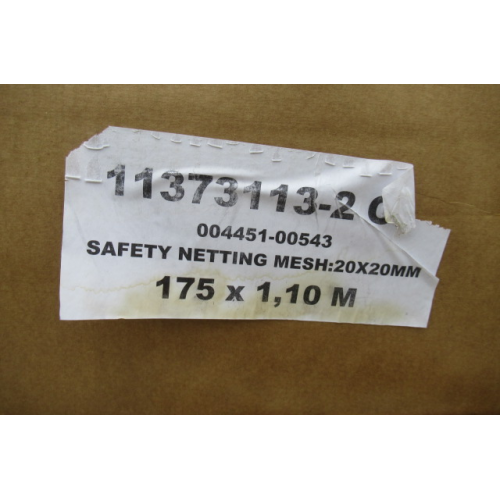 11373113-2
004451-00543
SAFETY NETTING MESH:20X20MM
175 x 1,10 M